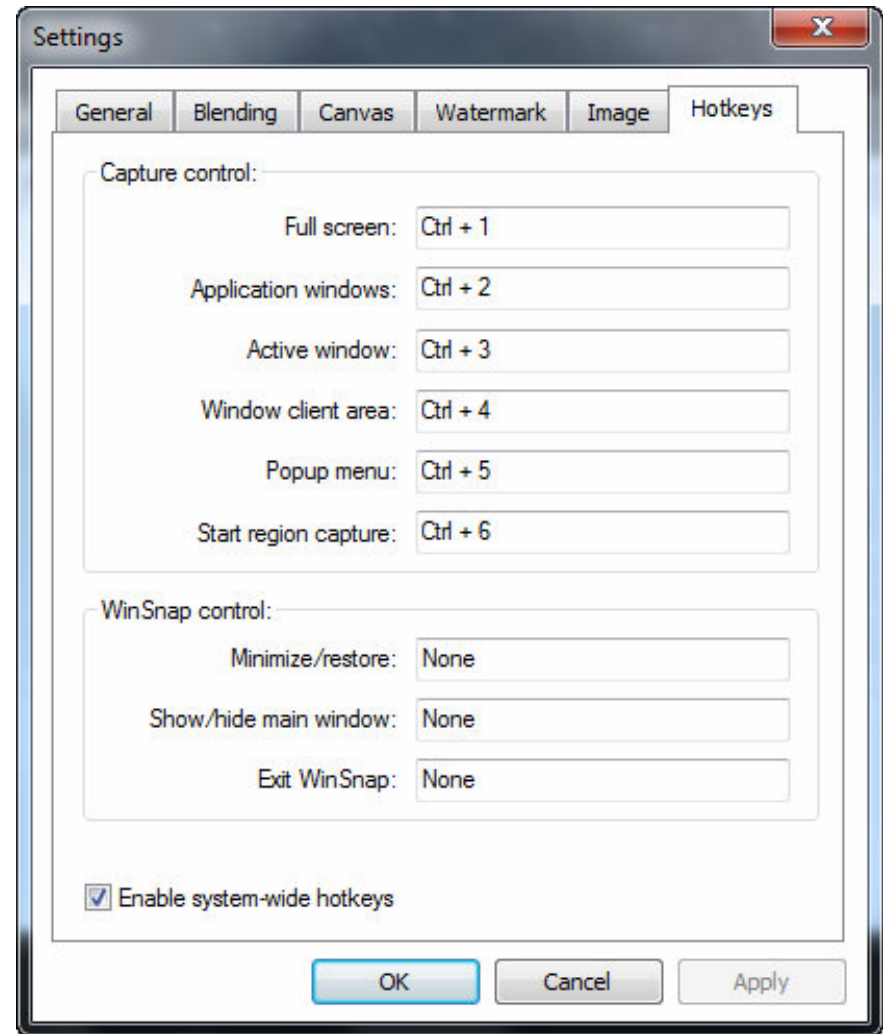 Settings
General Blending Canvas Watermark Image Hotkeys
Capture control:
Full screen: Ctrl + 1
Application windows: Ctrl + 2
Active window: Ctrl + 3
Window client area: Ctrl + 4
Popup menu: Ctrl + 5
Start region capture: Ctrl + 6
WinSnap control:
Minimize/restore: None
Show/hide main window: None
Exit WinSnap: None
Enable system-wide hotkeys
OK Cancel Apply